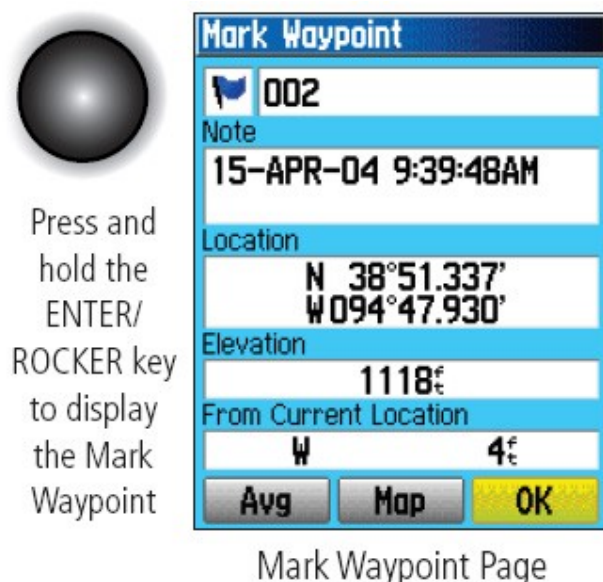 Press and
hold the
ENTER/
ROCKER key
to display
the Mark
Waypoint
Mark Waypoint
002
Note
15-APR-04 9:39:48AM
Location
N 38°51.337'
W094°47.930'
Elevation
1118ft
From Current Location
W 4ft
Avg Map OK
Mark Waypoint Page